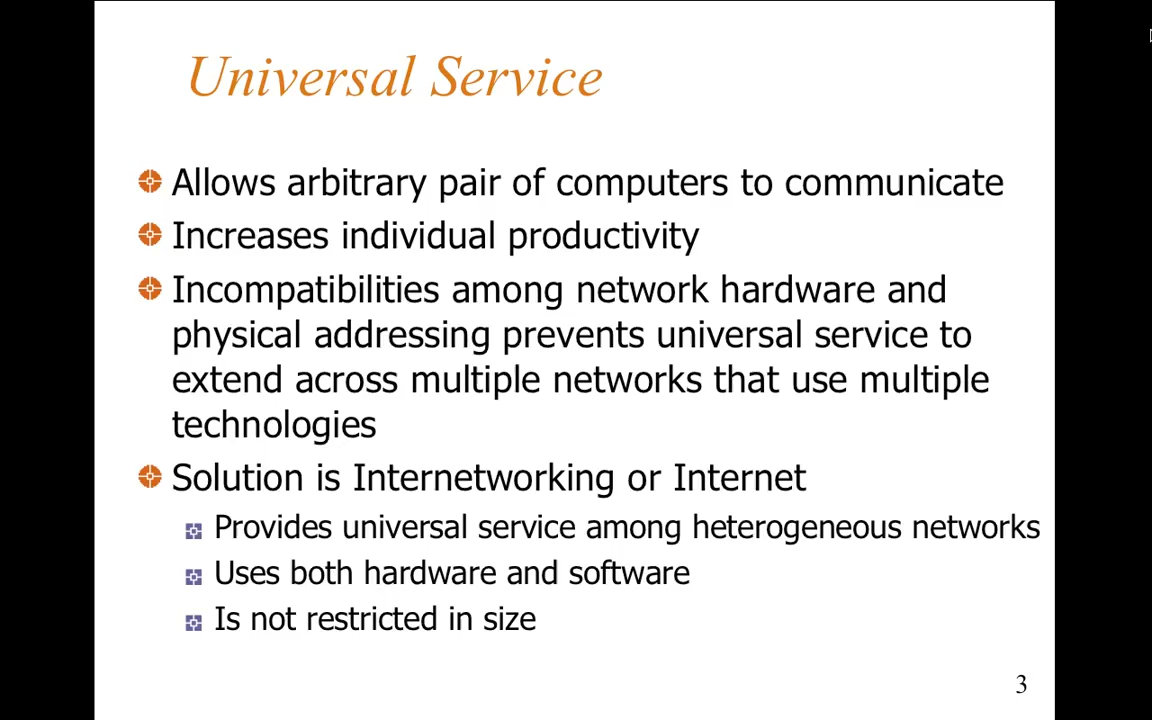 Universal Service
Allows arbitrary pair of computers to communicate
Increases individual productivity
Incompatibilities among network hardware and
physical addressing prevents universal service to
extend across multiple networks that use multiple
technologies
Solution is Internetworking or Internet
Provides universal service among heterogeneous networks
Uses both hardware and software
Is not restricted in size
3